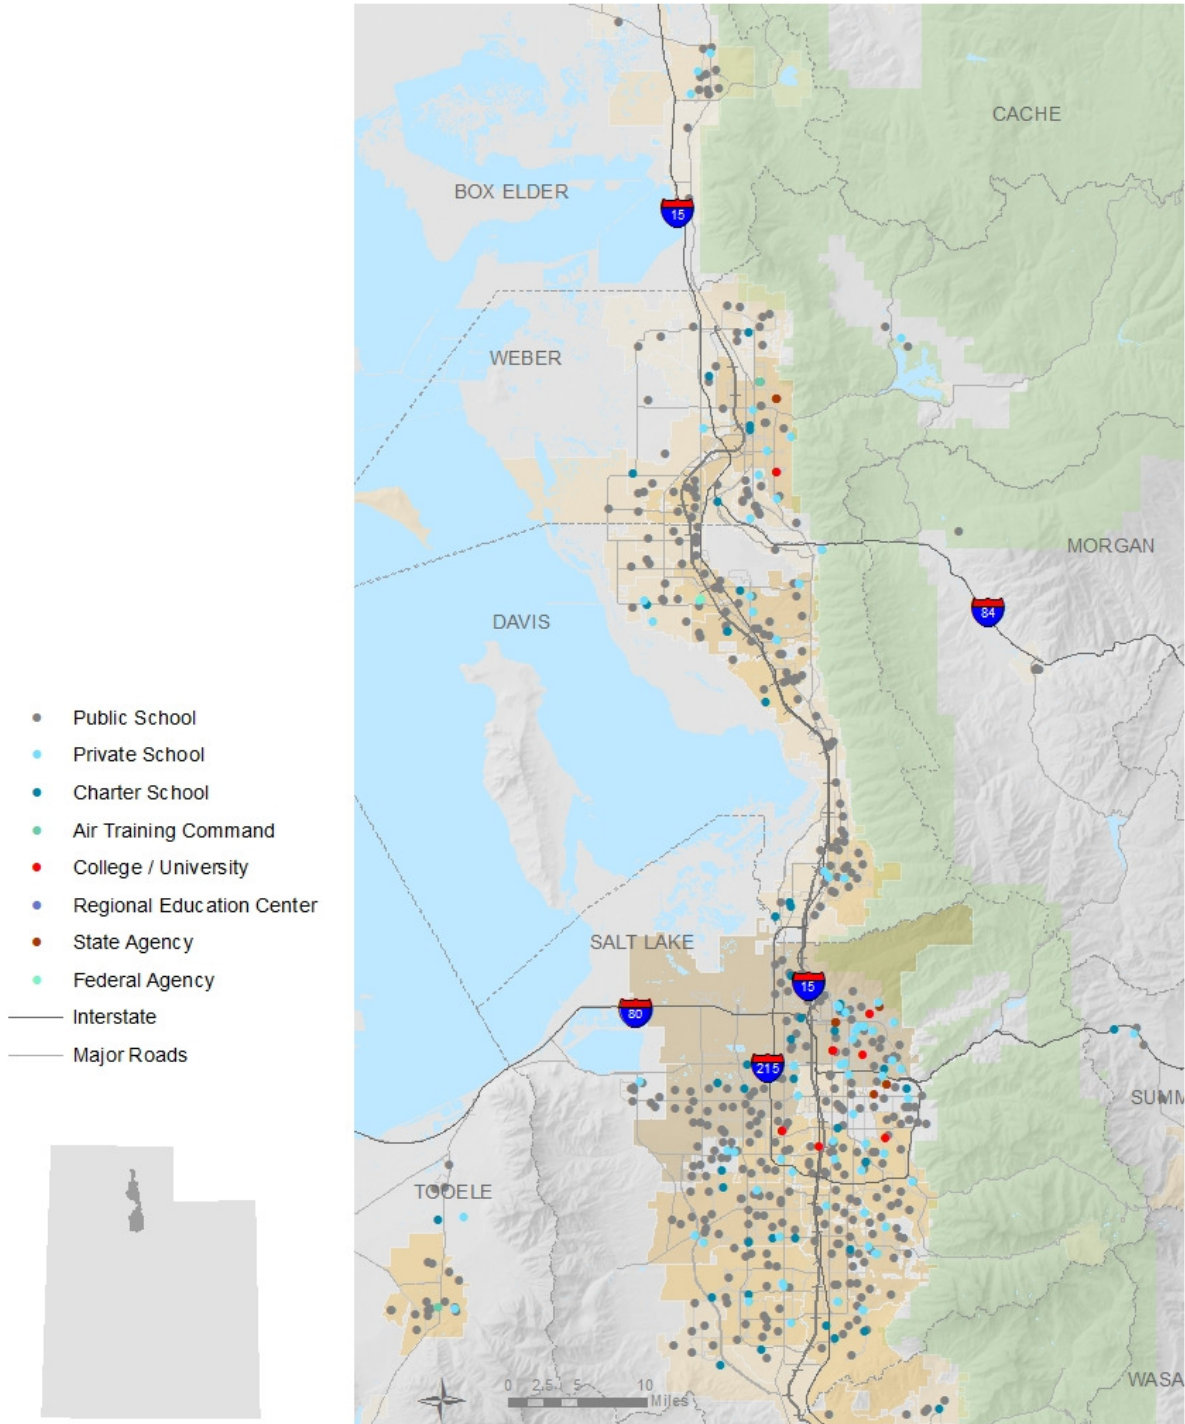 CACHE
BOX ELDER
15
WEBER
MORGAN
84
DAVIS
Public School
Private School
Charter School
Air Training Command
College / University
Regional Education Center
State Agency
Federal Agency
Interstate
Major Roads
SALT LAKE
15
80
215
SUMM
TOOELE
WASA
0 2.5 5 10
Miles